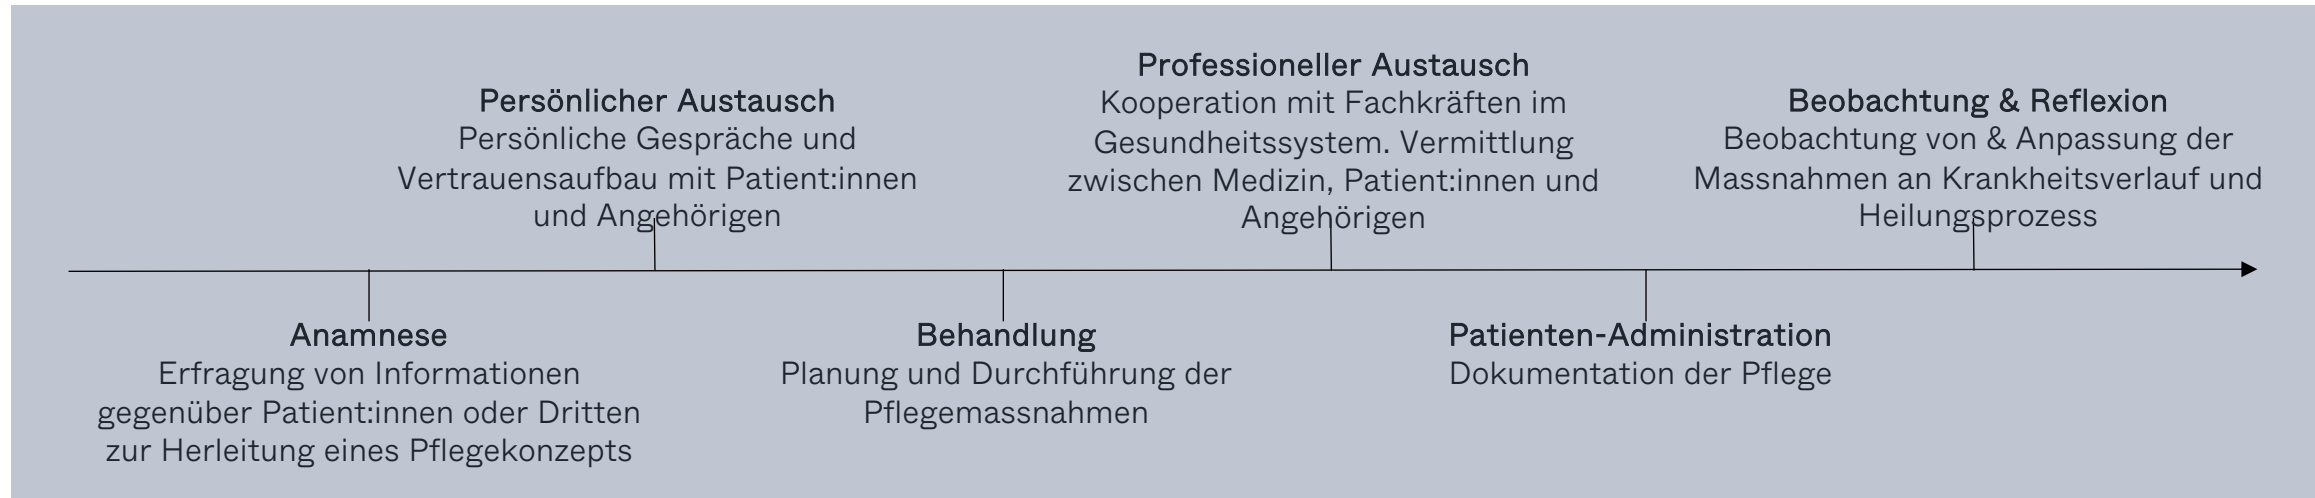 Persönlicher Austausch
Persönliche Gespräche und
Vertrauensaufbau mit Patient:innen
und Angehörigen
Professioneller Austausch
Kooperation mit Fachkräften im
Gesundheitssystem. Vermittlung
zwischen Medizin, Patient:innen und
Angehörigen
Beobachtung & Reflexion
Beobachtung von & Anpassung der
Massnahmen an Krankheitsverlauf und
Heilungsprozess
Anamnese
Erfragung von Informationen
gegenüber Patient:innen oder Dritten
zur Herleitung eines Pflegekonzepts
Behandlung
Planung und Durchführung der
Pflegemassnahmen
Patienten-Administration
Dokumentation der Pflege